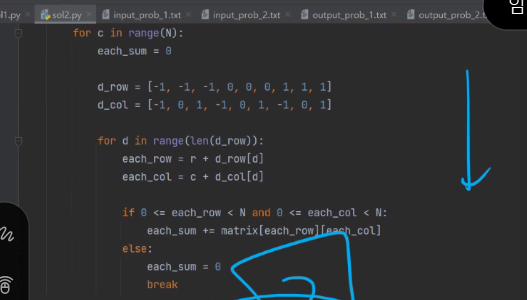 l1.py × sol2.py × input_prob_1.txt × input_prob_2.txt × output_prob_1.txt × output_prob_2.
for c in range(N):
each_sum = 0
d_row = [-1, -1, -1, 0, 0, 0, 1, 1, 1]
d_col = [-1, 0, 1, -1, 0, 1, -1, 0, 1]
for d in range(len(d_row)):
each_row = r + d_row[d]
each_col = c + d_col[d]
if 0 <= each_row < N and 0 <= each_col < N:
each_sum += matrix[each_row][each_col]
else:
each_sum = 0
break